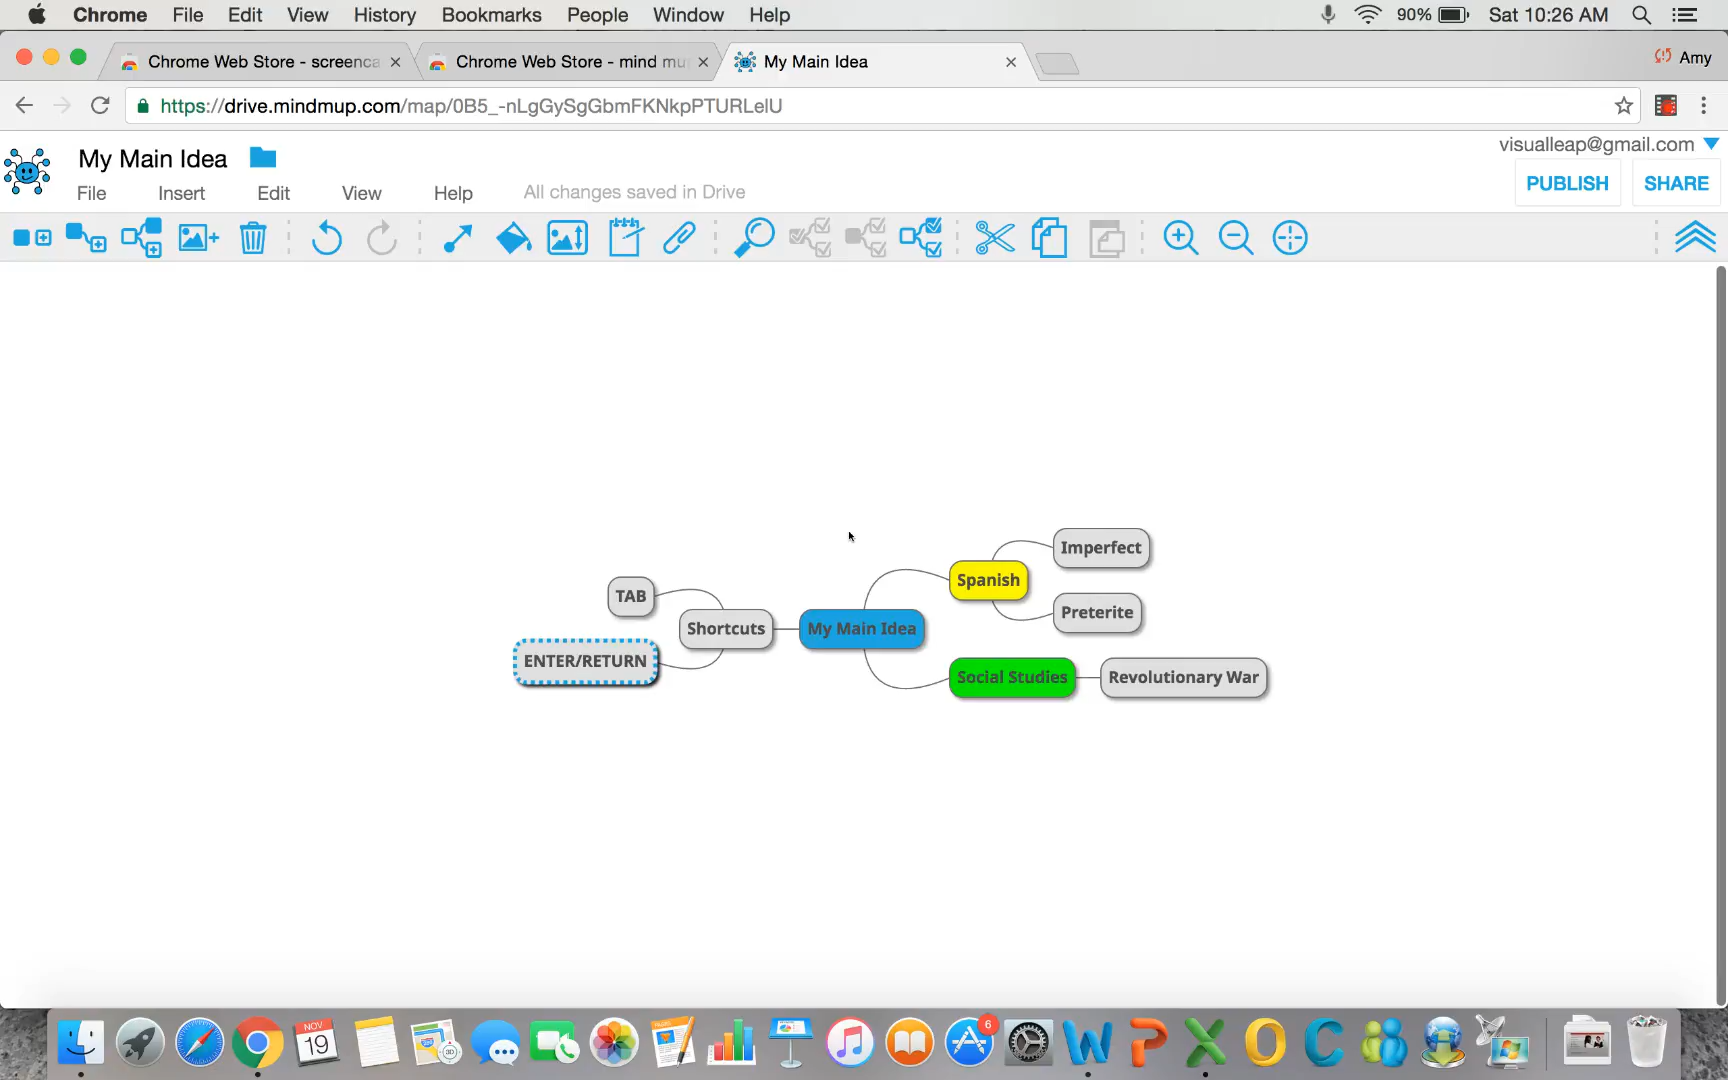 Chrome File Edit View History Bookmarks People Window Help 90% Sat 10:26 AM
Chrome Web Store - screenca
Chrome Web Store - mind mu
My Main Idea
Amy
https://drive.mindmup.com/map/0B5_-nLgGySgGbmFKNkpPTURLelU
visualleap@gmail.com
My Main Idea
PUBLISH SHARE
File Insert Edit View Help All changes saved in Drive
Imperfect
Spanish
TAB
Preterite
Shortcuts
My Main Idea
ENTER/RETURN
Social Studies
Revolutionary War
6
NOV
19
3D